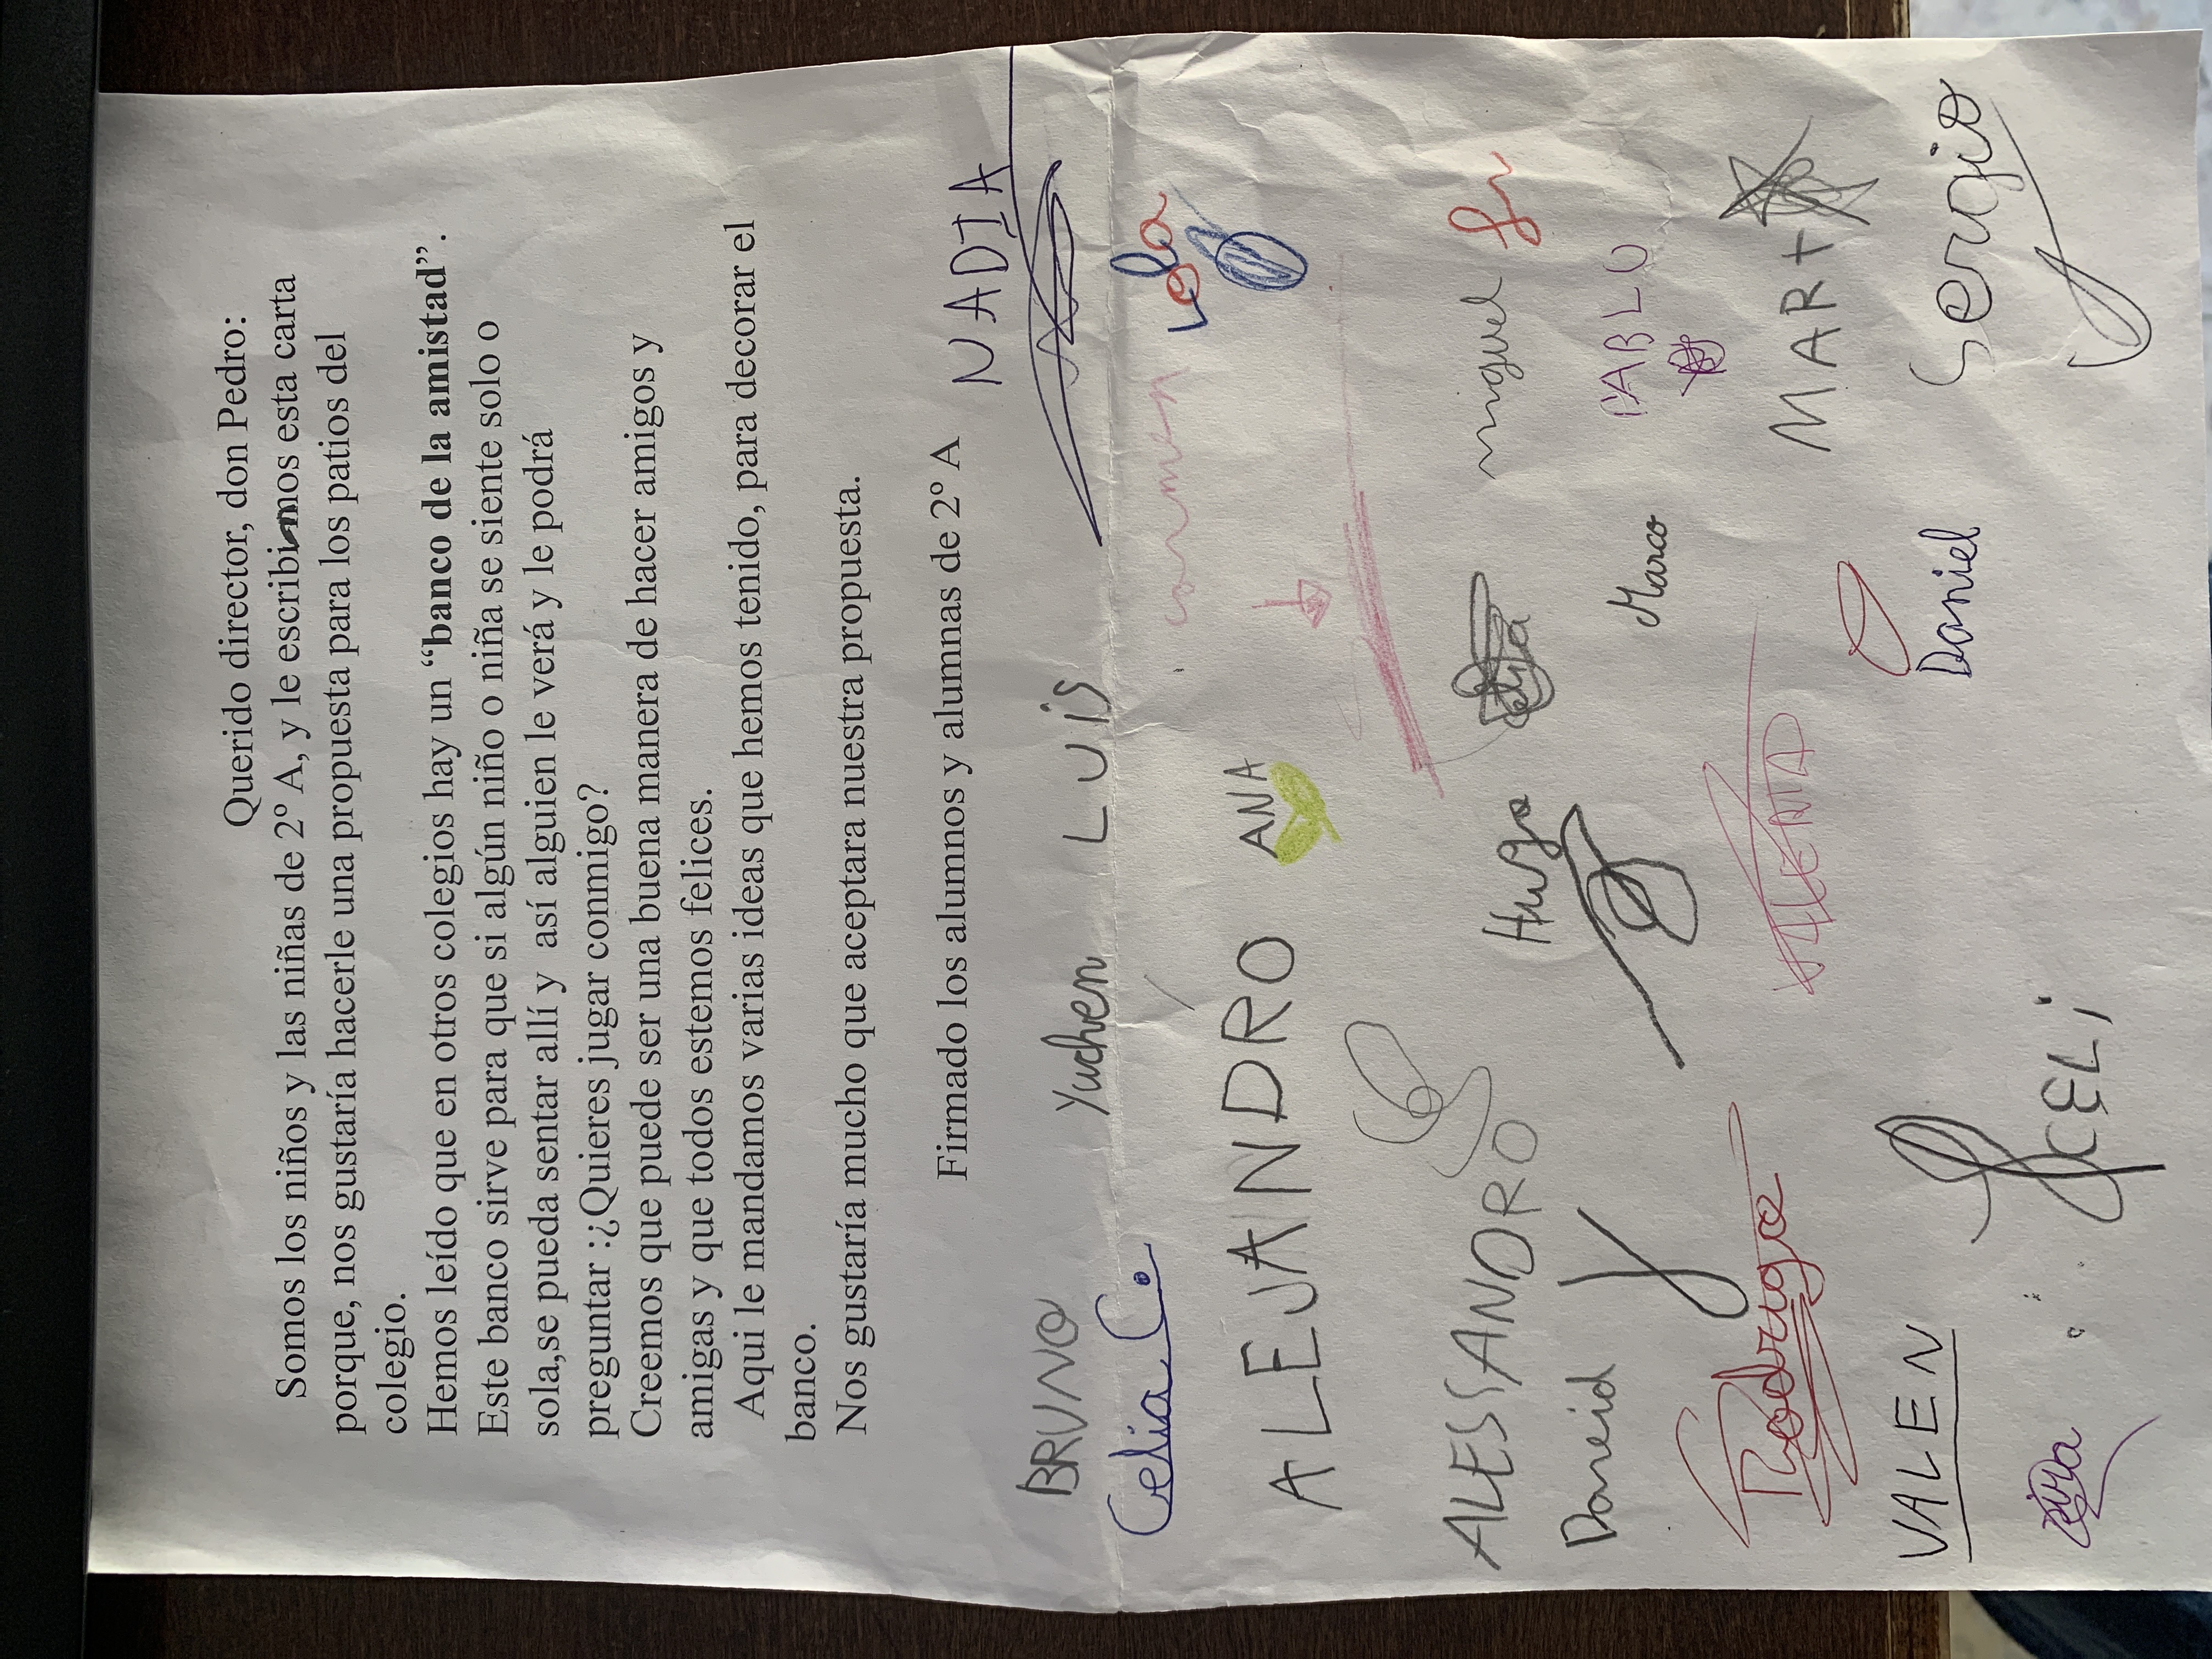 Querido director, don Pedro:
Somos los niños y las niñas de 2º A, y le escribimos esta carta
porque, nos gustaría hacerle una propuesta para los patios del
colegio.
Hemos leído que en otros colegios hay un “banco de la amistad”.
Este banco sirve para que si algún niño o niña se siente solo o
sola,se pueda sentar allí y así alguien le verá y le podrá
preguntar :¿Quieres jugar conmigo?
Creemos que puede ser una buena manera de hacer amigos y
amigas y que todos estemos felices.
Aqui le mandamos varias ideas que hemos tenido, para decorar el
banco.
Nos gustaría mucho que aceptara nuestra propuesta.
Firmado los alumnos y alumnas de 2º A
NADIA
BRUNO Yuchen LUis
Celia C. carmen
ALEJANDRO ANA
ALESSANDRO Hugo miguel
Daneid Marco PABLO
Rodrigo MARt
VALEN Daniel Sergio
CELi